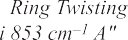 Ring Twisting
i 853 cm⁻¹ A"